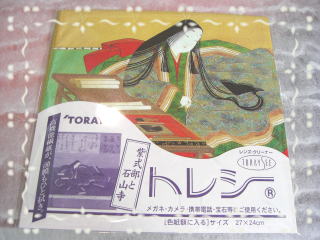 "TORAY"
紫式部と
石山寺
レンズ・クリーナー
TORAYSEE
トレシー®
メガネ・カメラ・携帯電話・宝石等にご使用ください。
[色紙額に入る]サイズ 27×24cm